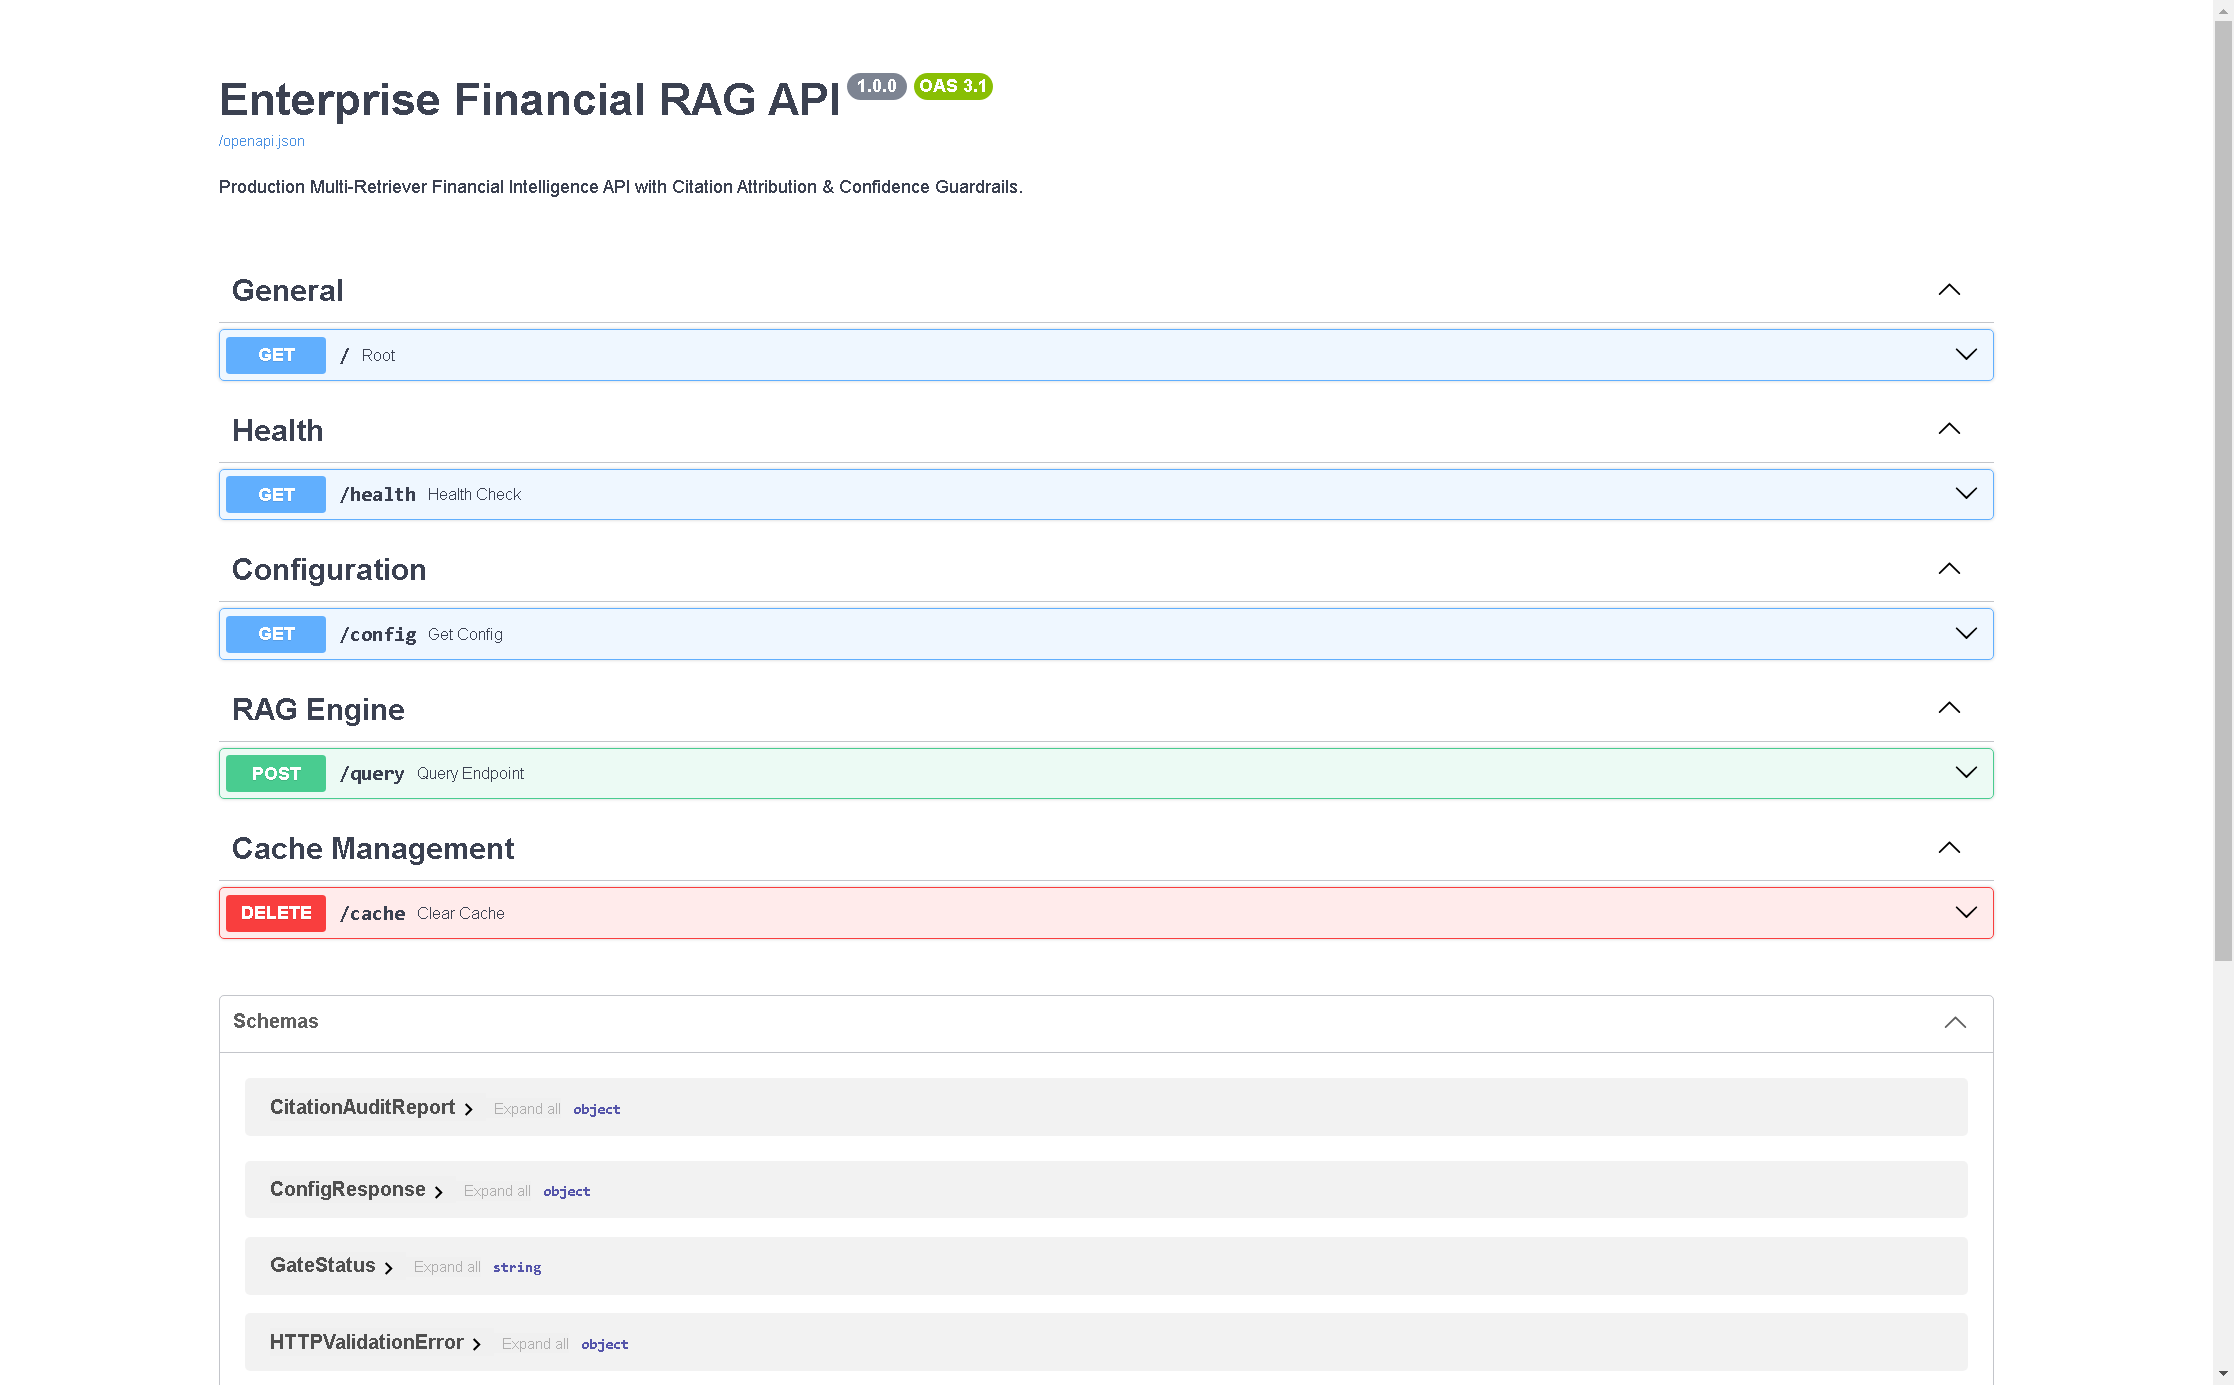 Enterprise Financial RAG API 1.0.0 OAS 3.1
/openapi.json
Production Multi-Retriever Financial Intelligence API with Citation Attribution & Confidence Guardrails.
General
GET / Root
Health
GET /health Health Check
Configuration
GET /config Get Config
RAG Engine
POST /query Query Endpoint
Cache Management
DELETE /cache Clear Cache
Schemas
CitationAuditReport Expand all object
ConfigResponse Expand all object
GateStatus Expand all string
HTTPValidationError Expand all object